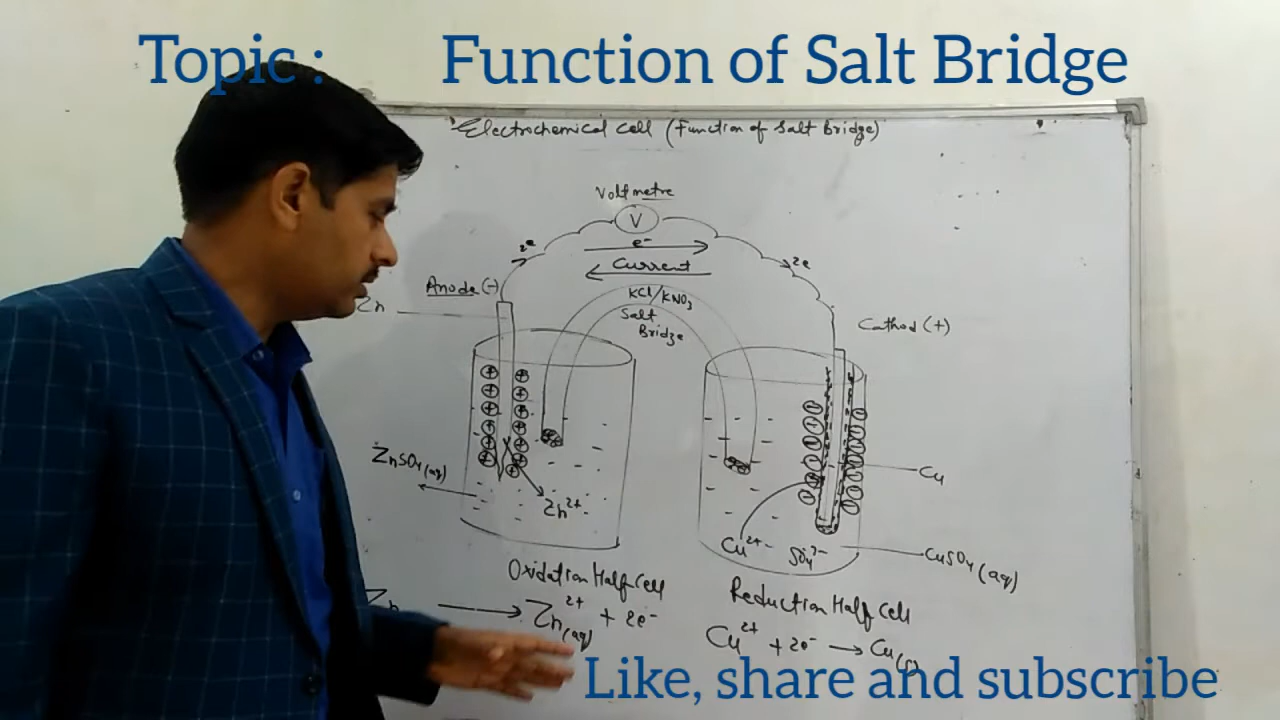 Topic : Function of Salt Bridge
Electrochemical cell (Function of Salt Bridge)
Voltmetre
V
2e
e⁻
2e
Current
Anode (-)
KCl/KNO₃
Zn
Salt
Bridge
Cathod (+)
ZnSO₄(aq)
Cu
Zn²⁺
Cu²⁺
SO₄²⁻
CuSO₄(aq)
Oxidation Half Cell
Reduction Half Cell
Zn → Zn²⁺(aq) + 2e⁻
Cu²⁺ + 2e⁻ → Cu(s)
Like, share and subscribe